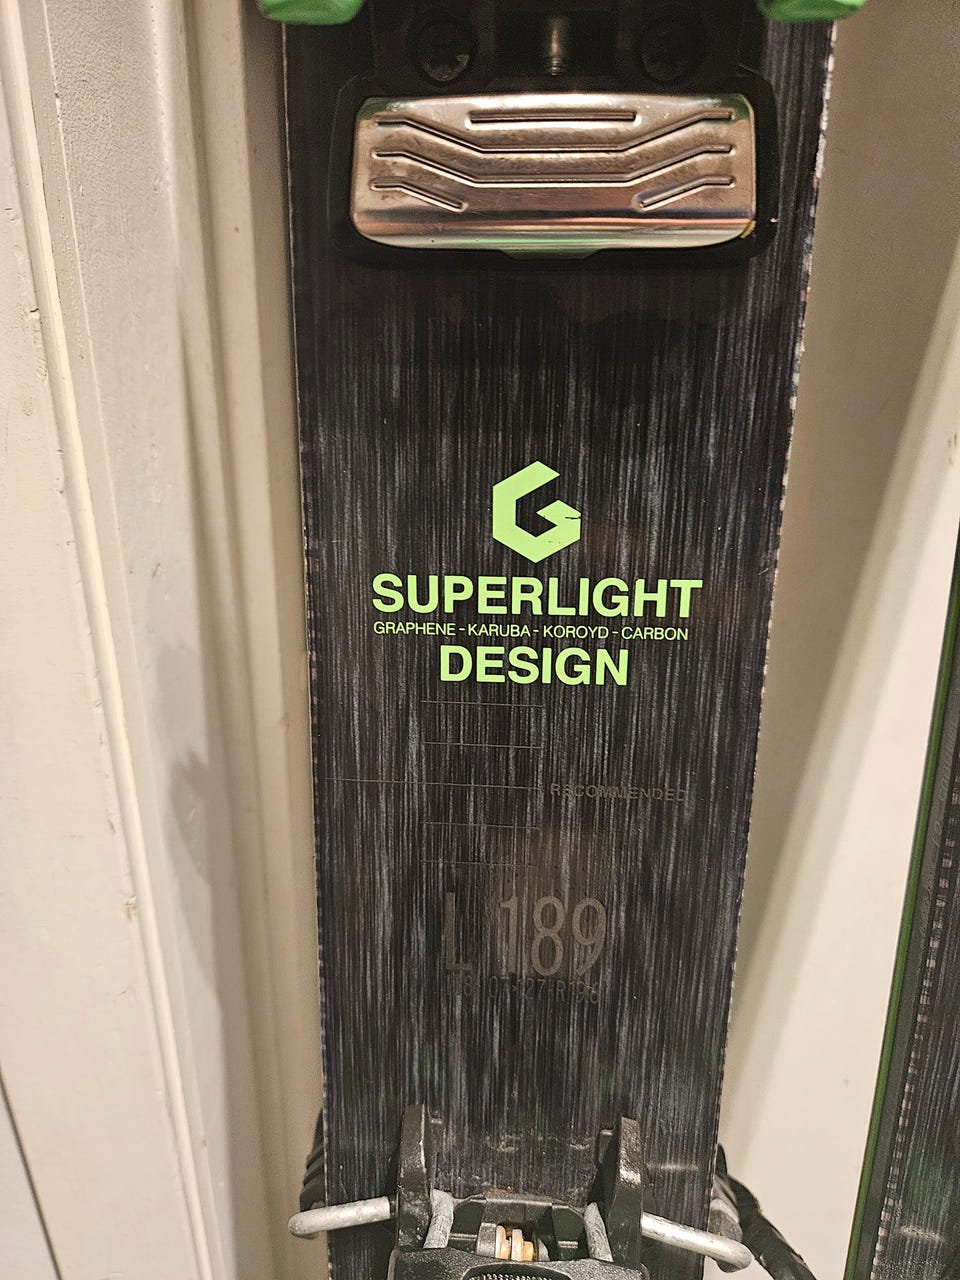 SUPERLIGHT
GRAPHENE - KARUBA - KOROYD - CARBON
DESIGN
RECOMMENDED
L 189